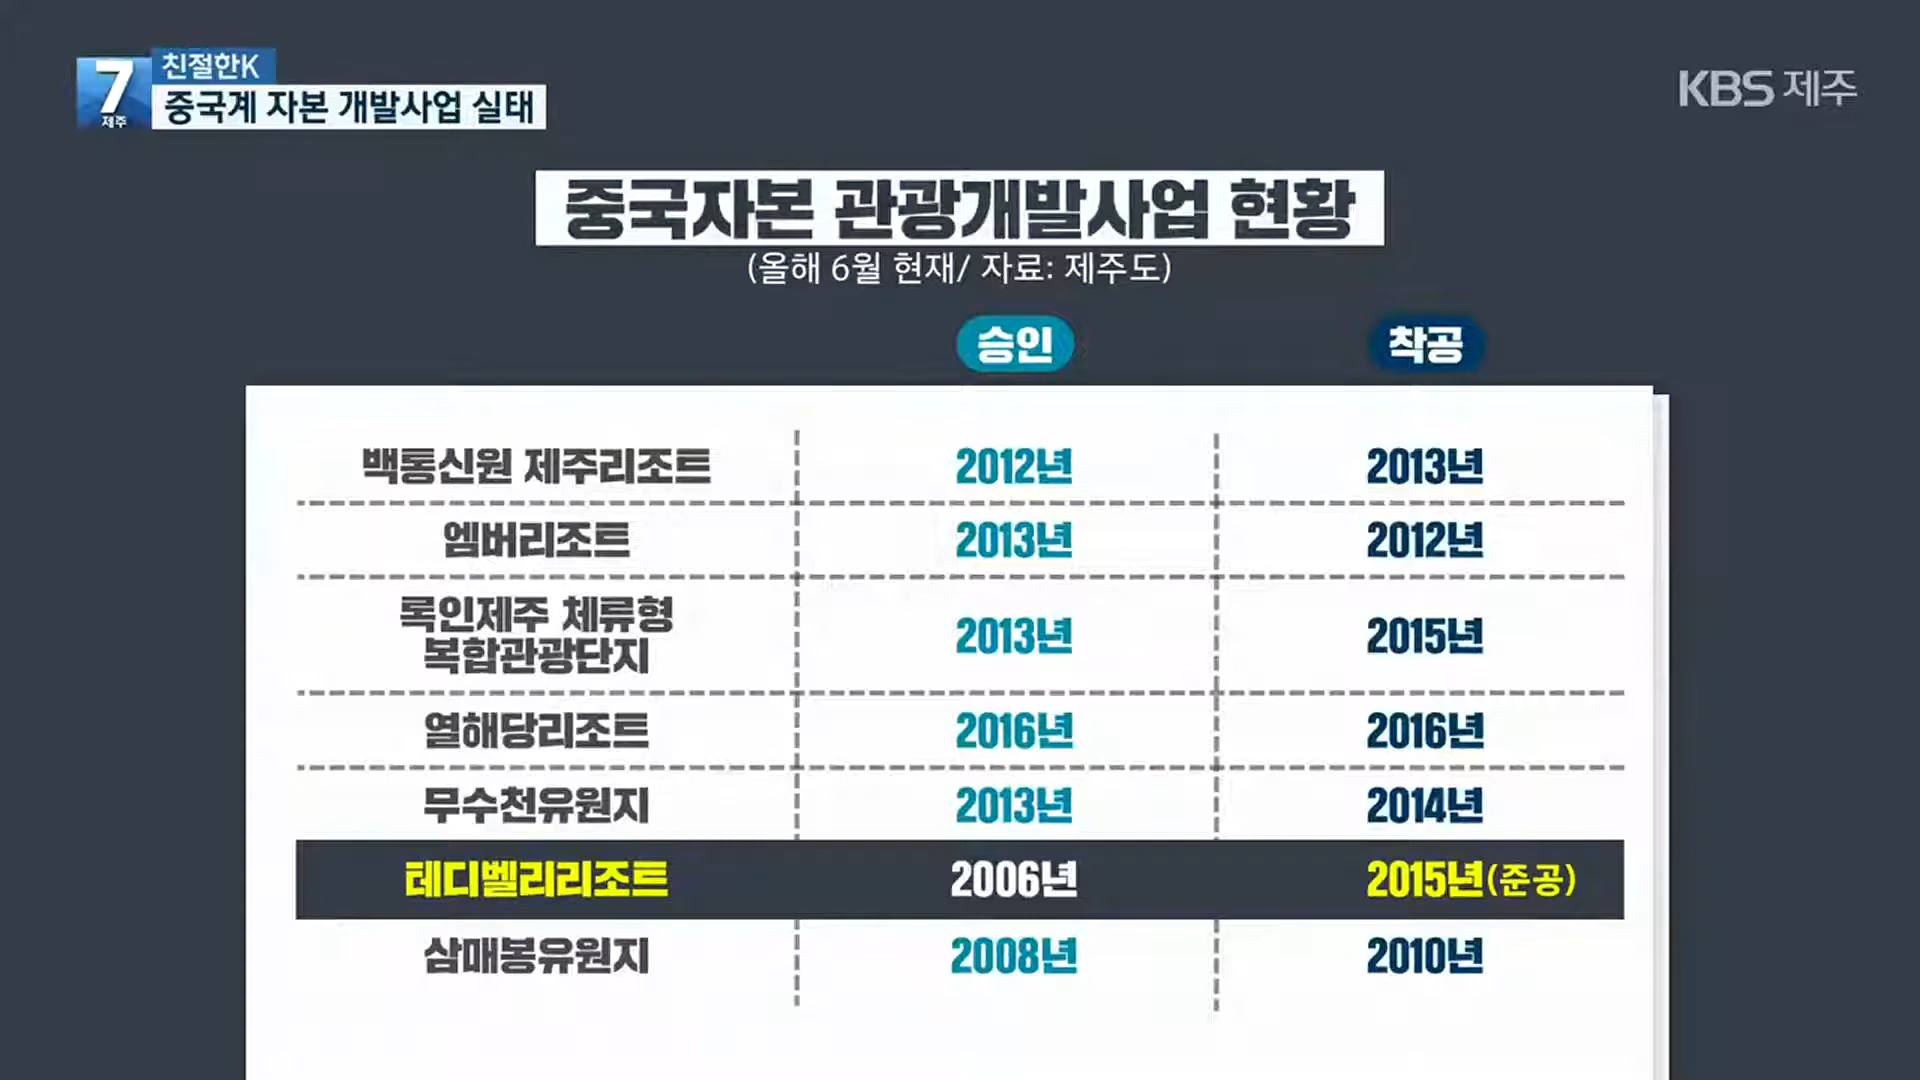 7
제주
친절한K
중국계 자본 개발사업 실태
KBS 제주
중국자본 관광개발사업 현황
(올해 6월 현재/ 자료: 제주도)
승인 착공
백통신원 제주리조트 2012년 2013년
엠버리조트 2013년 2012년
록인제주 체류형
복합관광단지 2013년 2015년
열해당리조트 2016년 2016년
무수천유원지 2013년 2014년
테디벨리리조트 2006년 2015년(준공)
삼매봉유원지 2008년 2010년